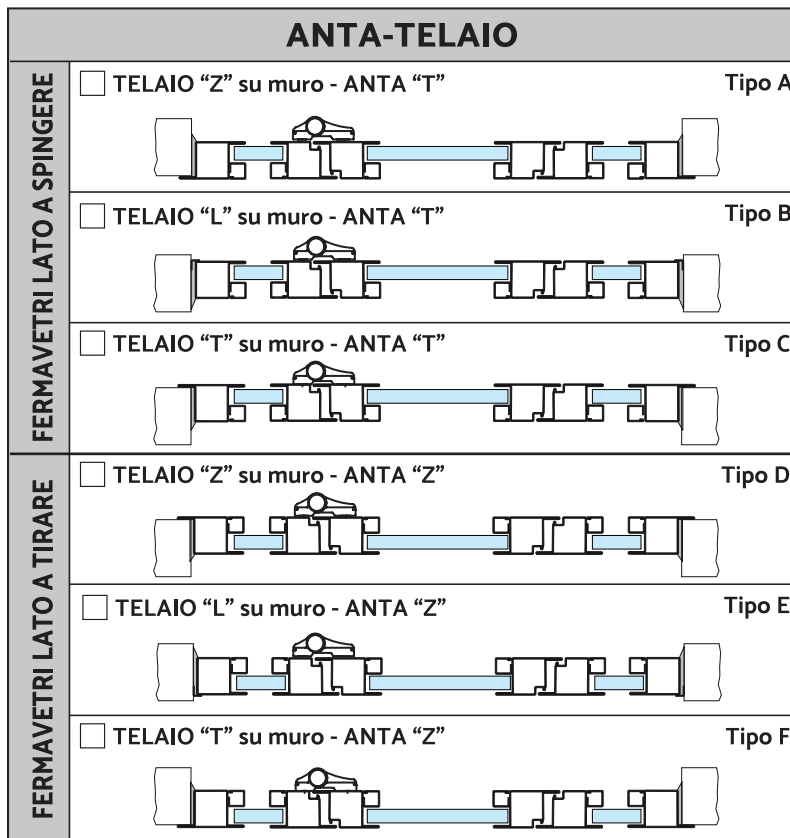 ANTA-TELAIO
FERMAVETRI LATO A SPINGERE
TELAIO “Z” su muro - ANTA “T”
Tipo A
TELAIO “L” su muro - ANTA “T”
Tipo B
TELAIO “T” su muro - ANTA “T”
Tipo C
FERMAVETRI LATO A TIRARE
TELAIO “Z” su muro - ANTA “Z”
Tipo D
TELAIO “L” su muro - ANTA “Z”
Tipo E
TELAIO “T” su muro - ANTA “Z”
Tipo F